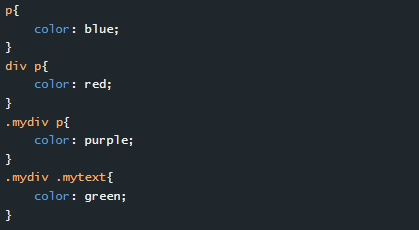 p{
    color: blue;
}
div p{
    color: red;
}
.mydiv p{
    color: purple;
}
.mydiv .mytext{
    color: green;
}